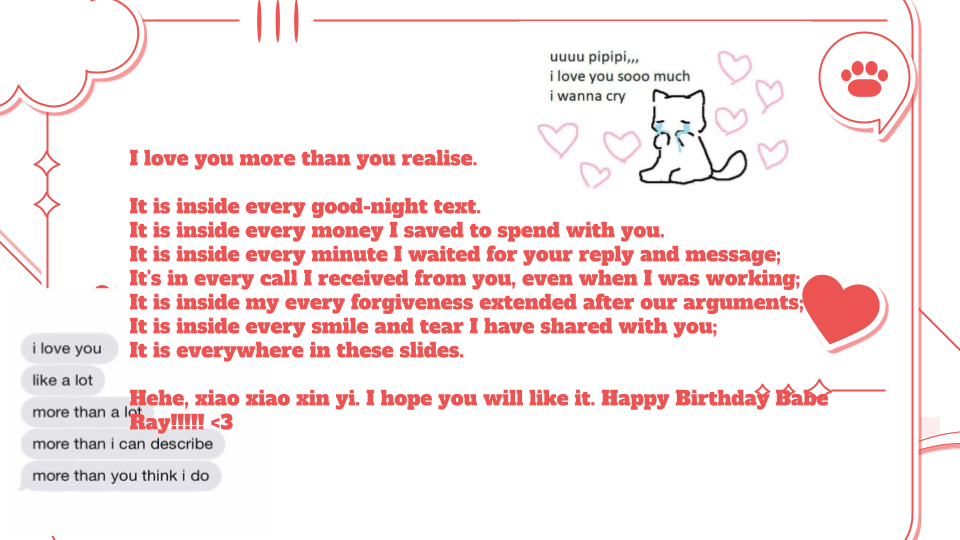 uuuu pipipi,,,
i love you sooo much
i wanna cry
I love you more than you realise.
It is inside every good-night text.
It is inside every money I saved to spend with you.
It is inside every minute I waited for your reply and message;
It's in every call I received from you, even when I was working;
It is inside my every forgiveness extended after our arguments;
It is inside every smile and tear I have shared with you;
It is everywhere in these slides.
Hehe, xiao xiao xin yi. I hope you will like it. Happy Birthday Babe
Ray!!!!! <3
i love you
like a lot
more than a lot
more than i can describe
more than you think i do